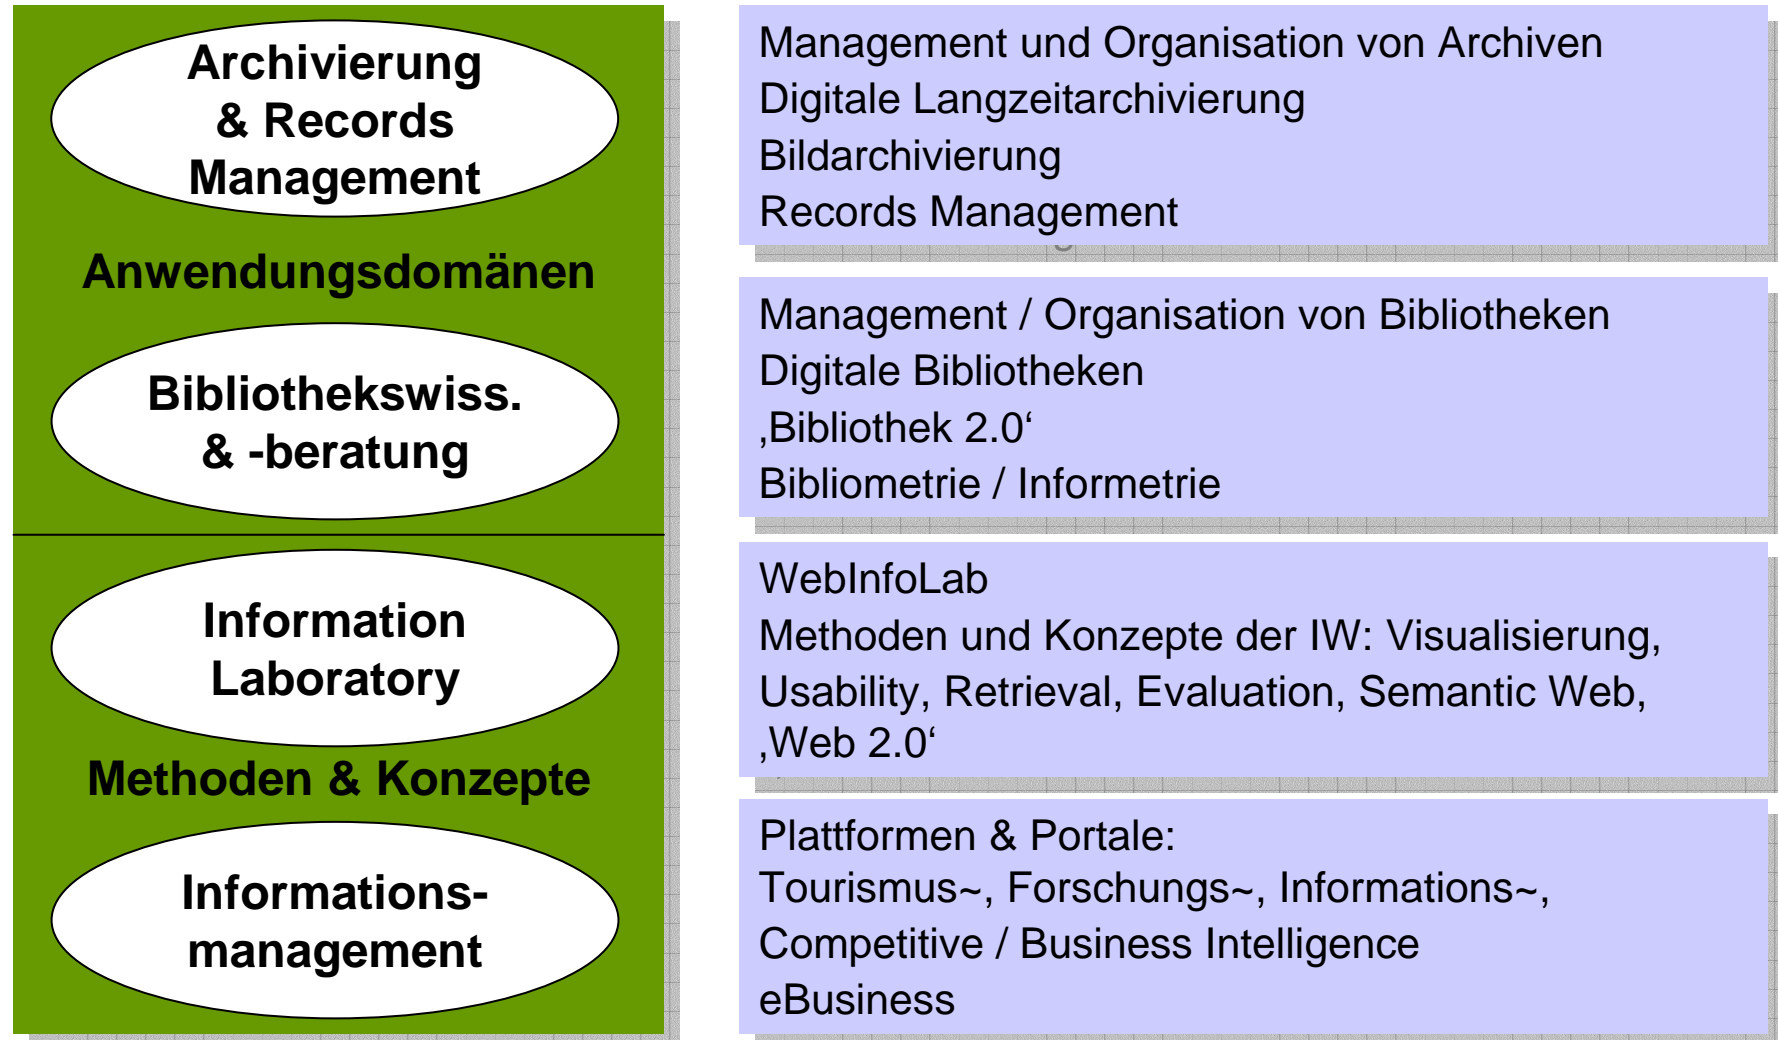 Archivierung
& Records
Management
Anwendungsdomänen
Bibliothekswiss.
& -beratung
Information
Laboratory
Methoden & Konzepte
Informations-
management
Management und Organisation von Archiven
Digitale Langzeitarchivierung
Bildarchivierung
Records Management
Management / Organisation von Bibliotheken
Digitale Bibliotheken
‚Bibliothek 2.0‘
Bibliometrie / Informetrie
WebInfoLab
Methoden und Konzepte der IW: Visualisierung,
Usability, Retrieval, Evaluation, Semantic Web,
‚Web 2.0‘
Plattformen & Portale:
Tourismus~, Forschungs~, Informations~,
Competitive / Business Intelligence
eBusiness